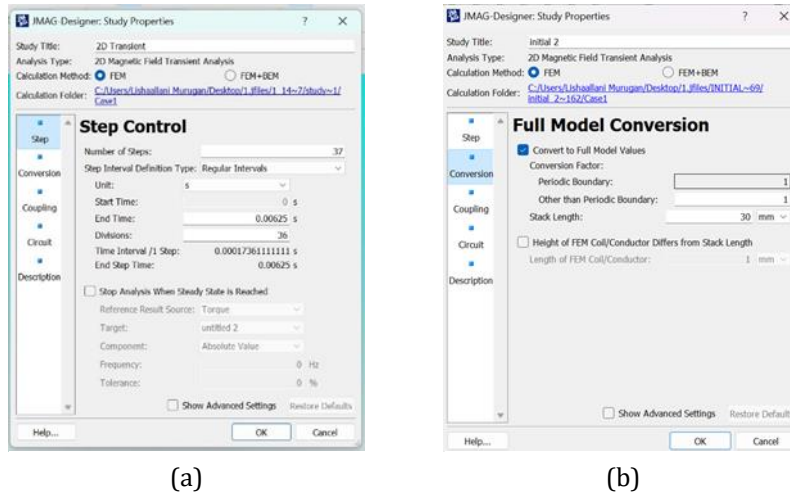 JMAG-Designer: Study Properties
Study Title: 2D Transient
Analysis Type: 2D Magnetic Field Transient Analysis
Calculation Method: FEM FEM+BEM
Calculation Folder: C:/Users/Ushaallani Murugan/Desktop/1.jfiles/1_14~7/study~1/
Case1
Step
Conversion
Coupling
Circuit
Description
Step Control
Number of Steps: 37
Step Interval Definition Type: Regular Intervals
Unit: s
Start Time: 0 s
End Time: 0.00625 s
Divisions: 36
Time Interval /1 Step: 0.00017361111111 s
End Step Time: 0.00625 s
Stop Analysis When Steady State is Reached
Reference Result Source: Torque
Target: untitled 2
Component: Absolute Value
Frequency: 0 Hz
Tolerance: 0 %
Show Advanced Settings Restore Defaults
Help... OK Cancel
(a)
JMAG-Designer: Study Properties
Study Title: initial 2
Analysis Type: 2D Magnetic Field Transient Analysis
Calculation Method: FEM FEM+BEM
Calculation Folder: C:/Users/Ushaallani Murugan/Desktop/1.jfiles/INITIAL~69/
initial_2~162/Case1
Step
Conversion
Coupling
Circuit
Description
Full Model Conversion
Convert to Full Model Values
Conversion Factor:
Periodic Boundary: 1
Other than Periodic Boundary: 1
Stack Length: 30 mm
Height of FEM Coil/Conductor Differs from Stack Length
Length of FEM Coil/Conductor: 1 mm
Show Advanced Settings Restore Default
Help... OK Cancel
(b)